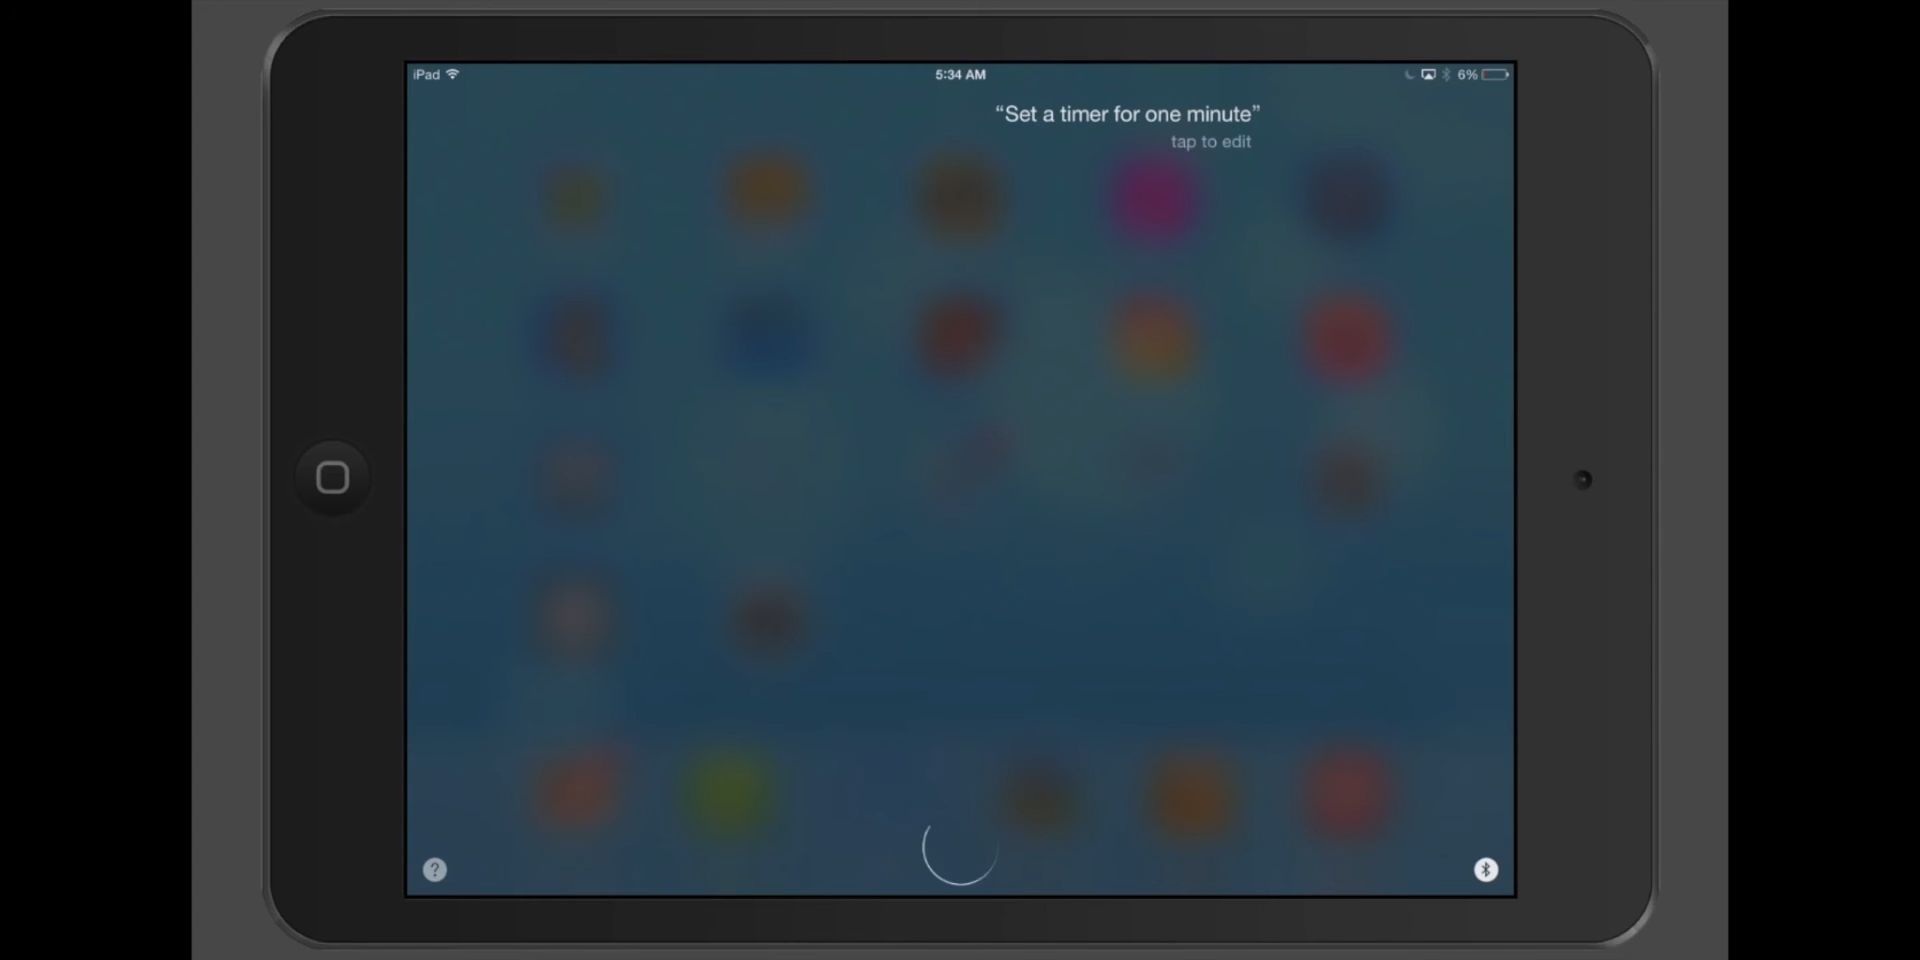 iPad
5:34 AM
6%
“Set a timer for one minute”
tap to edit
?